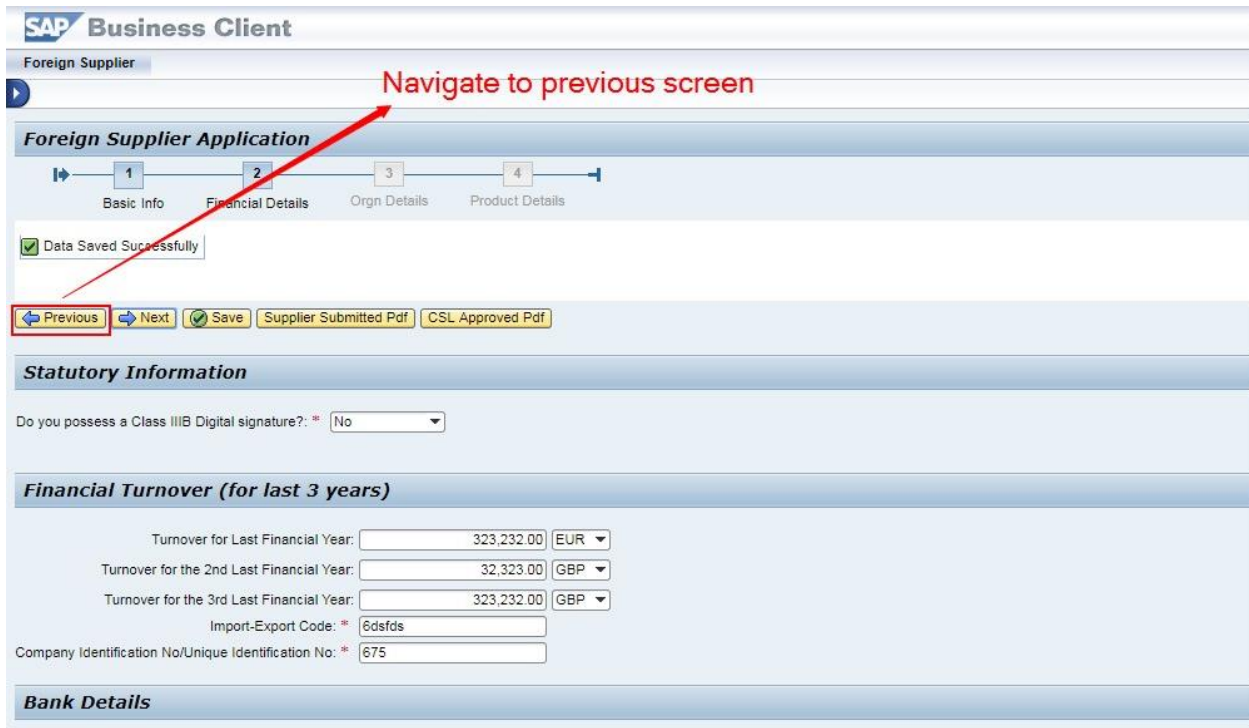 SAP Business Client
Foreign Supplier
Navigate to previous screen
Foreign Supplier Application
1 2 3 4
Basic Info Financial Details Orgn Details Product Details
Data Saved Successfully
Previous Next Save Supplier Submitted Pdf CSL Approved Pdf
Statutory Information
Do you possess a Class IIIB Digital signature?: * No
Financial Turnover (for last 3 years)
Turnover for Last Financial Year: 323,232.00 EUR
Turnover for the 2nd Last Financial Year: 32,323.00 GBP
Turnover for the 3rd Last Financial Year: 323,232.00 GBP
Import-Export Code: * 6dsfds
Company Identification No/Unique Identification No: * 675
Bank Details